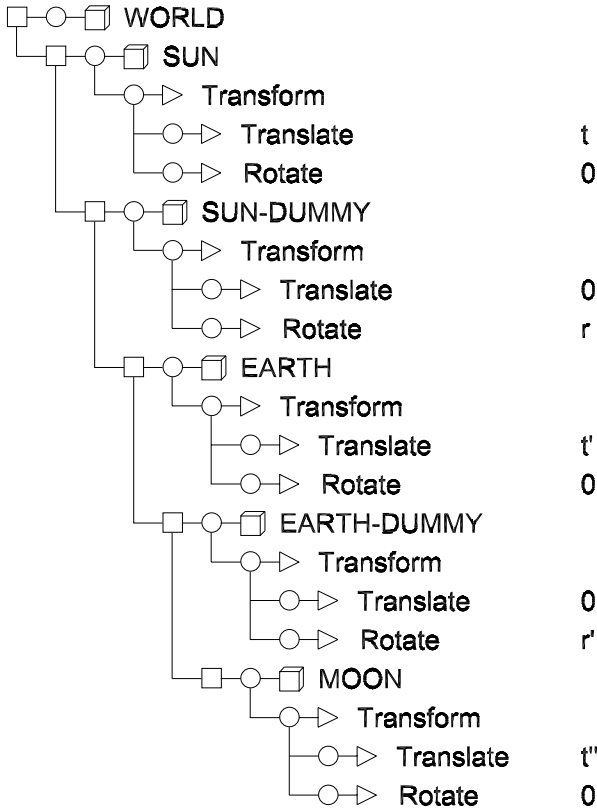 WORLD
SUN
Transform
Translate t
Rotate 0
SUN-DUMMY
Transform
Translate 0
Rotate r
EARTH
Transform
Translate t'
Rotate 0
EARTH-DUMMY
Transform
Translate 0
Rotate r'
MOON
Transform
Translate t"
Rotate 0